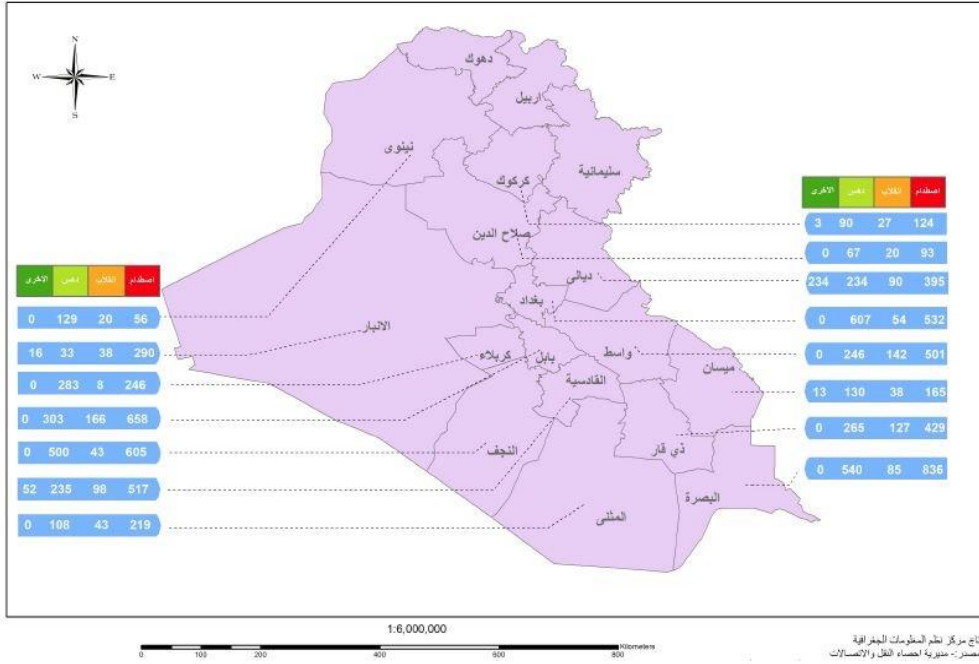 N
W E
S
دهوك
اربيل
نينوى
كركوك
سليمانية
صلاح الدين
ديالى
بغداد
الانبار
كربلاء
بابل
واسط
ميسان
القادسية
النجف
ذي قار
المثنى
البصرة
الاخرى دهس انقلاب اصطدام
3 90 27 124
0 67 20 93
234 234 90 395
0 607 54 532
0 246 142 501
13 130 38 165
0 265 127 429
0 540 85 836
الاخرى دهس انقلاب اصطدام
0 129 20 56
16 33 38 290
0 283 8 246
0 303 166 658
0 500 43 605
52 235 98 517
0 108 43 219
1:6,000,000
Kilometers
0 100 200 400 600 800
مركز نظم المعلومات الجغرافية
مديرية احصاء النقل والاتصالات